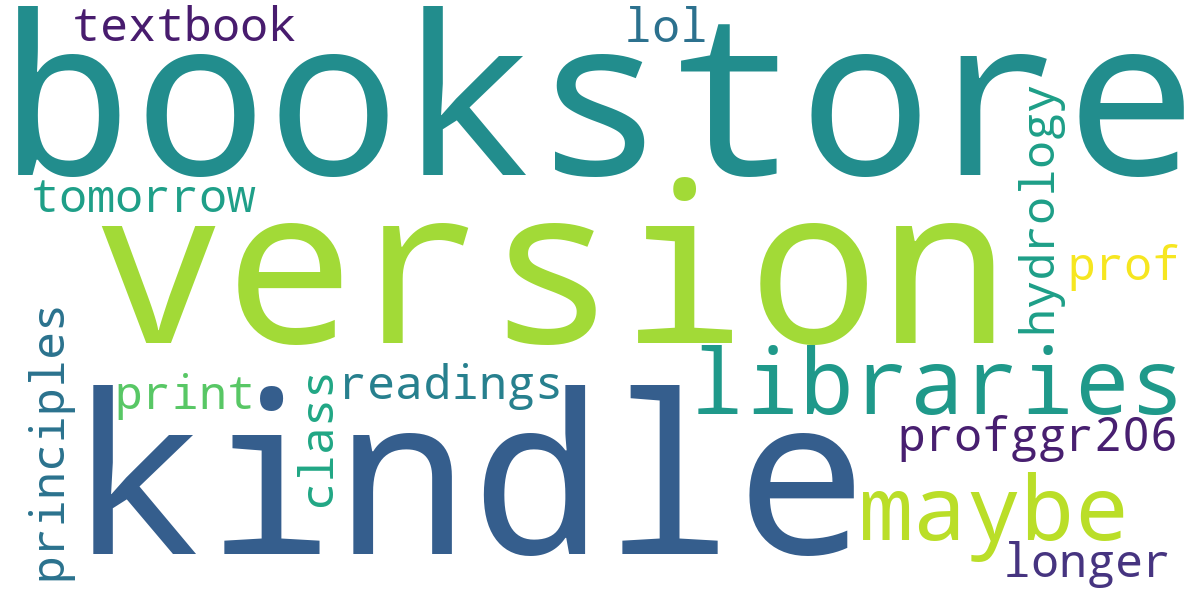 textbook
lol
bookstore
tomorrow
hydrology
version
prof
principles
libraries
print
class
readings
kindle
profggr206
maybe
longer